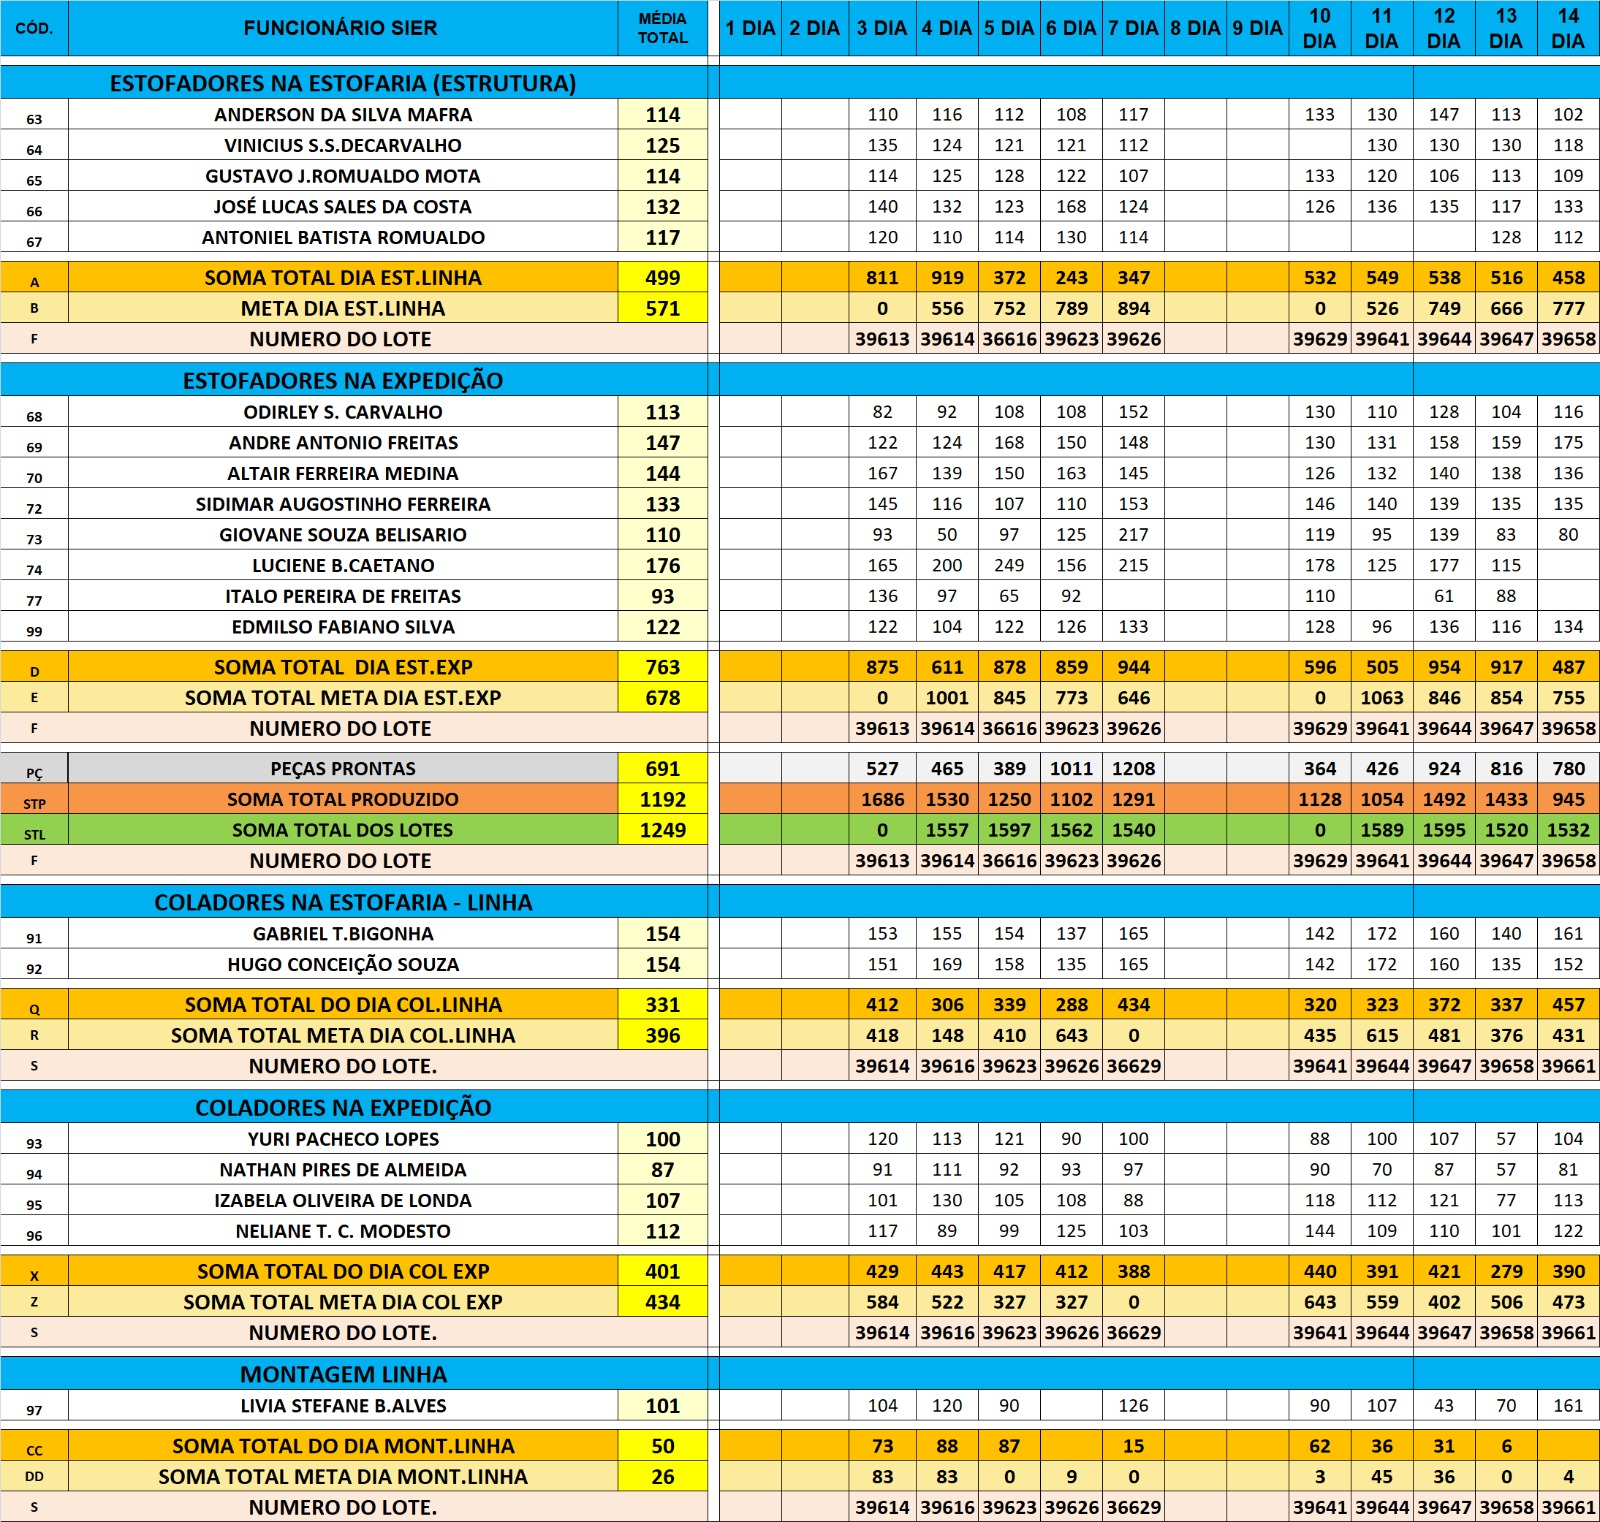 CÓD. FUNCIONÁRIO SIER MÉDIA TOTAL 1 DIA 2 DIA 3 DIA 4 DIA 5 DIA 6 DIA 7 DIA 8 DIA 9 DIA 10 DIA 11 DIA 12 DIA 13 DIA 14 DIA
ESTOFADORES NA ESTOFARIA (ESTRUTURA)
63 ANDERSON DA SILVA MAFRA 114 110 116 112 108 117 133 130 147 113 102
64 VINICIUS S.S.DECARVALHO 125 135 124 121 121 112 130 130 130 118
65 GUSTAVO J.ROMUALDO MOTA 114 114 125 128 122 107 133 120 106 113 109
66 JOSÉ LUCAS SALES DA COSTA 132 140 132 123 168 124 126 136 135 117 133
67 ANTONIEL BATISTA ROMUALDO 117 120 110 114 130 114 128 112
A SOMA TOTAL DIA EST.LINHA 499 811 919 372 243 347 532 549 538 516 458
B META DIA EST.LINHA 571 0 556 752 789 894 0 526 749 666 777
F NUMERO DO LOTE 39613 39614 36616 39623 39626 39629 39641 39644 39647 39658
ESTOFADORES NA EXPEDIÇÃO
68 ODIRLEY S. CARVALHO 113 82 92 108 108 152 130 110 128 104 116
69 ANDRE ANTONIO FREITAS 147 122 124 168 150 148 130 131 158 159 175
70 ALTAIR FERREIRA MEDINA 144 167 139 150 163 145 126 132 140 138 136
72 SIDIMAR AUGOSTINHO FERREIRA 133 145 116 107 110 153 146 140 139 135 135
73 GIOVANE SOUZA BELISARIO 110 93 50 97 125 217 119 95 139 83 80
74 LUCIENE B.CAETANO 176 165 200 249 156 215 178 125 177 115
77 ITALO PEREIRA DE FREITAS 93 136 97 65 92 110 61 88
99 EDMILSO FABIANO SILVA 122 122 104 122 126 133 128 96 136 116 134
D SOMA TOTAL DIA EST.EXP 763 875 611 878 859 944 596 505 954 917 487
E SOMA TOTAL META DIA EST.EXP 678 0 1001 845 773 646 0 1063 846 854 755
F NUMERO DO LOTE 39613 39614 36616 39623 39626 39629 39641 39644 39647 39658
PÇ PEÇAS PRONTAS 691 527 465 389 1011 1208 364 426 924 816 780
STP SOMA TOTAL PRODUZIDO 1192 1686 1530 1250 1102 1291 1128 1054 1492 1433 945
STL SOMA TOTAL DOS LOTES 1249 0 1557 1597 1562 1540 0 1589 1595 1520 1532
F NUMERO DO LOTE 39613 39614 36616 39623 39626 39629 39641 39644 39647 39658
COLADORES NA ESTOFARIA - LINHA
91 GABRIEL T.BIGONHA 154 153 155 154 137 165 142 172 160 140 161
92 HUGO CONCEIÇÃO SOUZA 154 151 169 158 135 165 142 172 160 135 152
Q SOMA TOTAL DO DIA COL.LINHA 331 412 306 339 288 434 320 323 372 337 457
R SOMA TOTAL META DIA COL.LINHA 396 418 148 410 643 0 435 615 481 376 431
S NUMERO DO LOTE. 39614 39616 39623 39626 36629 39641 39644 39647 39658 39661
COLADORES NA EXPEDIÇÃO
93 YURI PACHECO LOPES 100 120 113 121 90 100 88 100 107 57 104
94 NATHAN PIRES DE ALMEIDA 87 91 111 92 93 97 90 70 87 57 81
95 IZABELA OLIVEIRA DE LONDA 107 101 130 105 108 88 118 112 121 77 113
96 NELIANE T. C. MODESTO 112 117 89 99 125 103 144 109 110 101 122
X SOMA TOTAL DO DIA COL EXP 401 429 443 417 412 388 440 391 421 279 390
Z SOMA TOTAL META DIA COL EXP 434 584 522 327 327 0 643 559 402 506 473
S NUMERO DO LOTE. 39614 39616 39623 39626 36629 39641 39644 39647 39658 39661
MONTAGEM LINHA
97 LIVIA STEFANE B.ALVES 101 104 120 90 126 90 107 43 70 161
CC SOMA TOTAL DO DIA MONT.LINHA 50 73 88 87 15 62 36 31 6
DD SOMA TOTAL META DIA MONT.LINHA 26 83 83 0 9 0 3 45 36 0 4
S NUMERO DO LOTE. 39614 39616 39623 39626 36629 39641 39644 39647 39658 39661